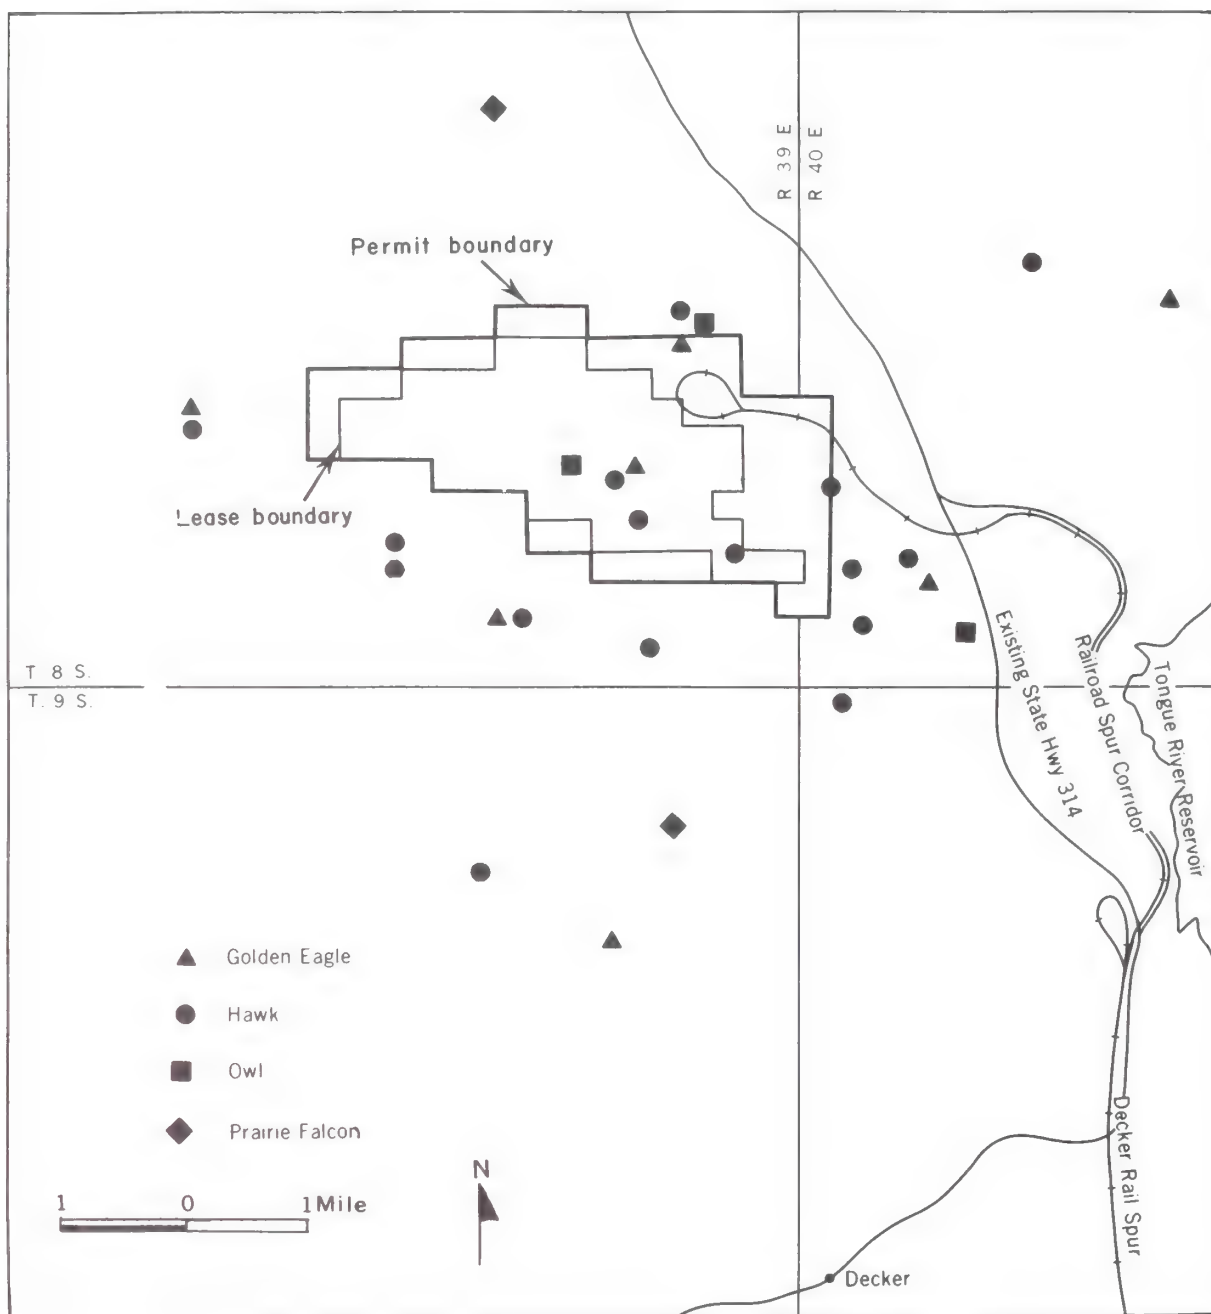 R 39 E
R 40 E
Permit boundary
Lease boundary
T 8 S.
T. 9 S.
Existing State Hwy 314
Railroad Spur Corridor
Tongue River Reservoir
Golden Eagle
Hawk
Owl
Prairie Falcon
N
1 0 1 Mile
Decker Rail Spur
Decker